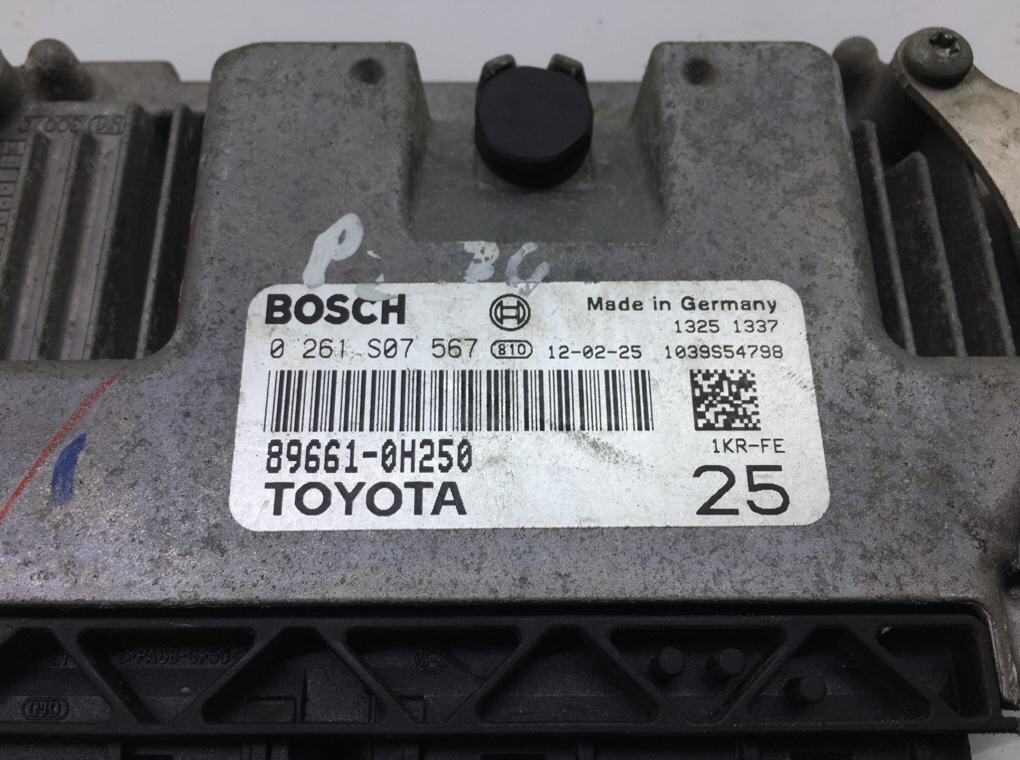 BOSCH Made in Germany
1325 1337
0 261 S07 567 810 12-02-25 1039S54798
89661-0H250 1KR-FE
TOYOTA 25